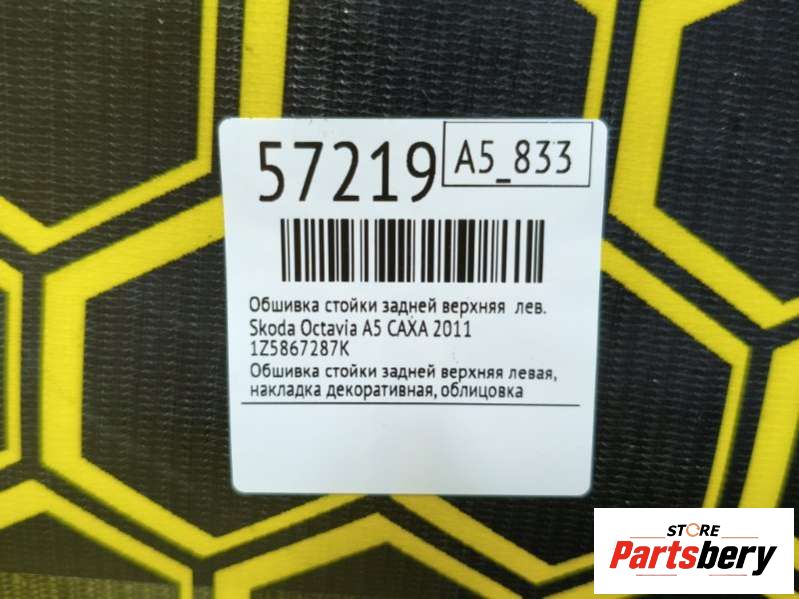 57219
A5_833
Обшивка стойки задней верхняя лев.
Skoda Octavia A5 CAXA 2011
1Z5867287K
Обшивка стойки задней верхняя левая,
накладка декоративная, облицовка
STORE
Partsbery